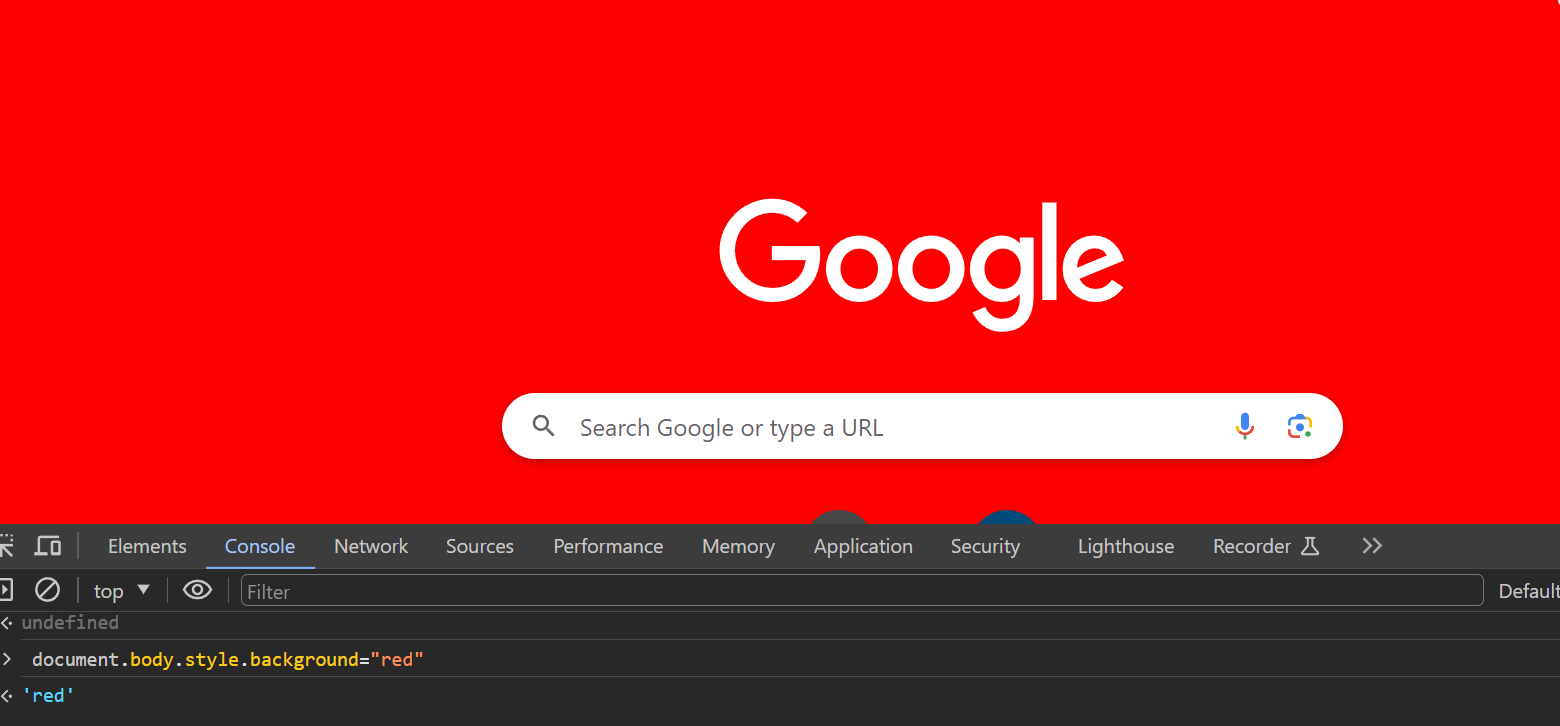 Google
Search Google or type a URL
Elements Console Network Sources Performance Memory Application Security Lighthouse Recorder
top Filter Default
undefined
document.body.style.background="red"
'red'